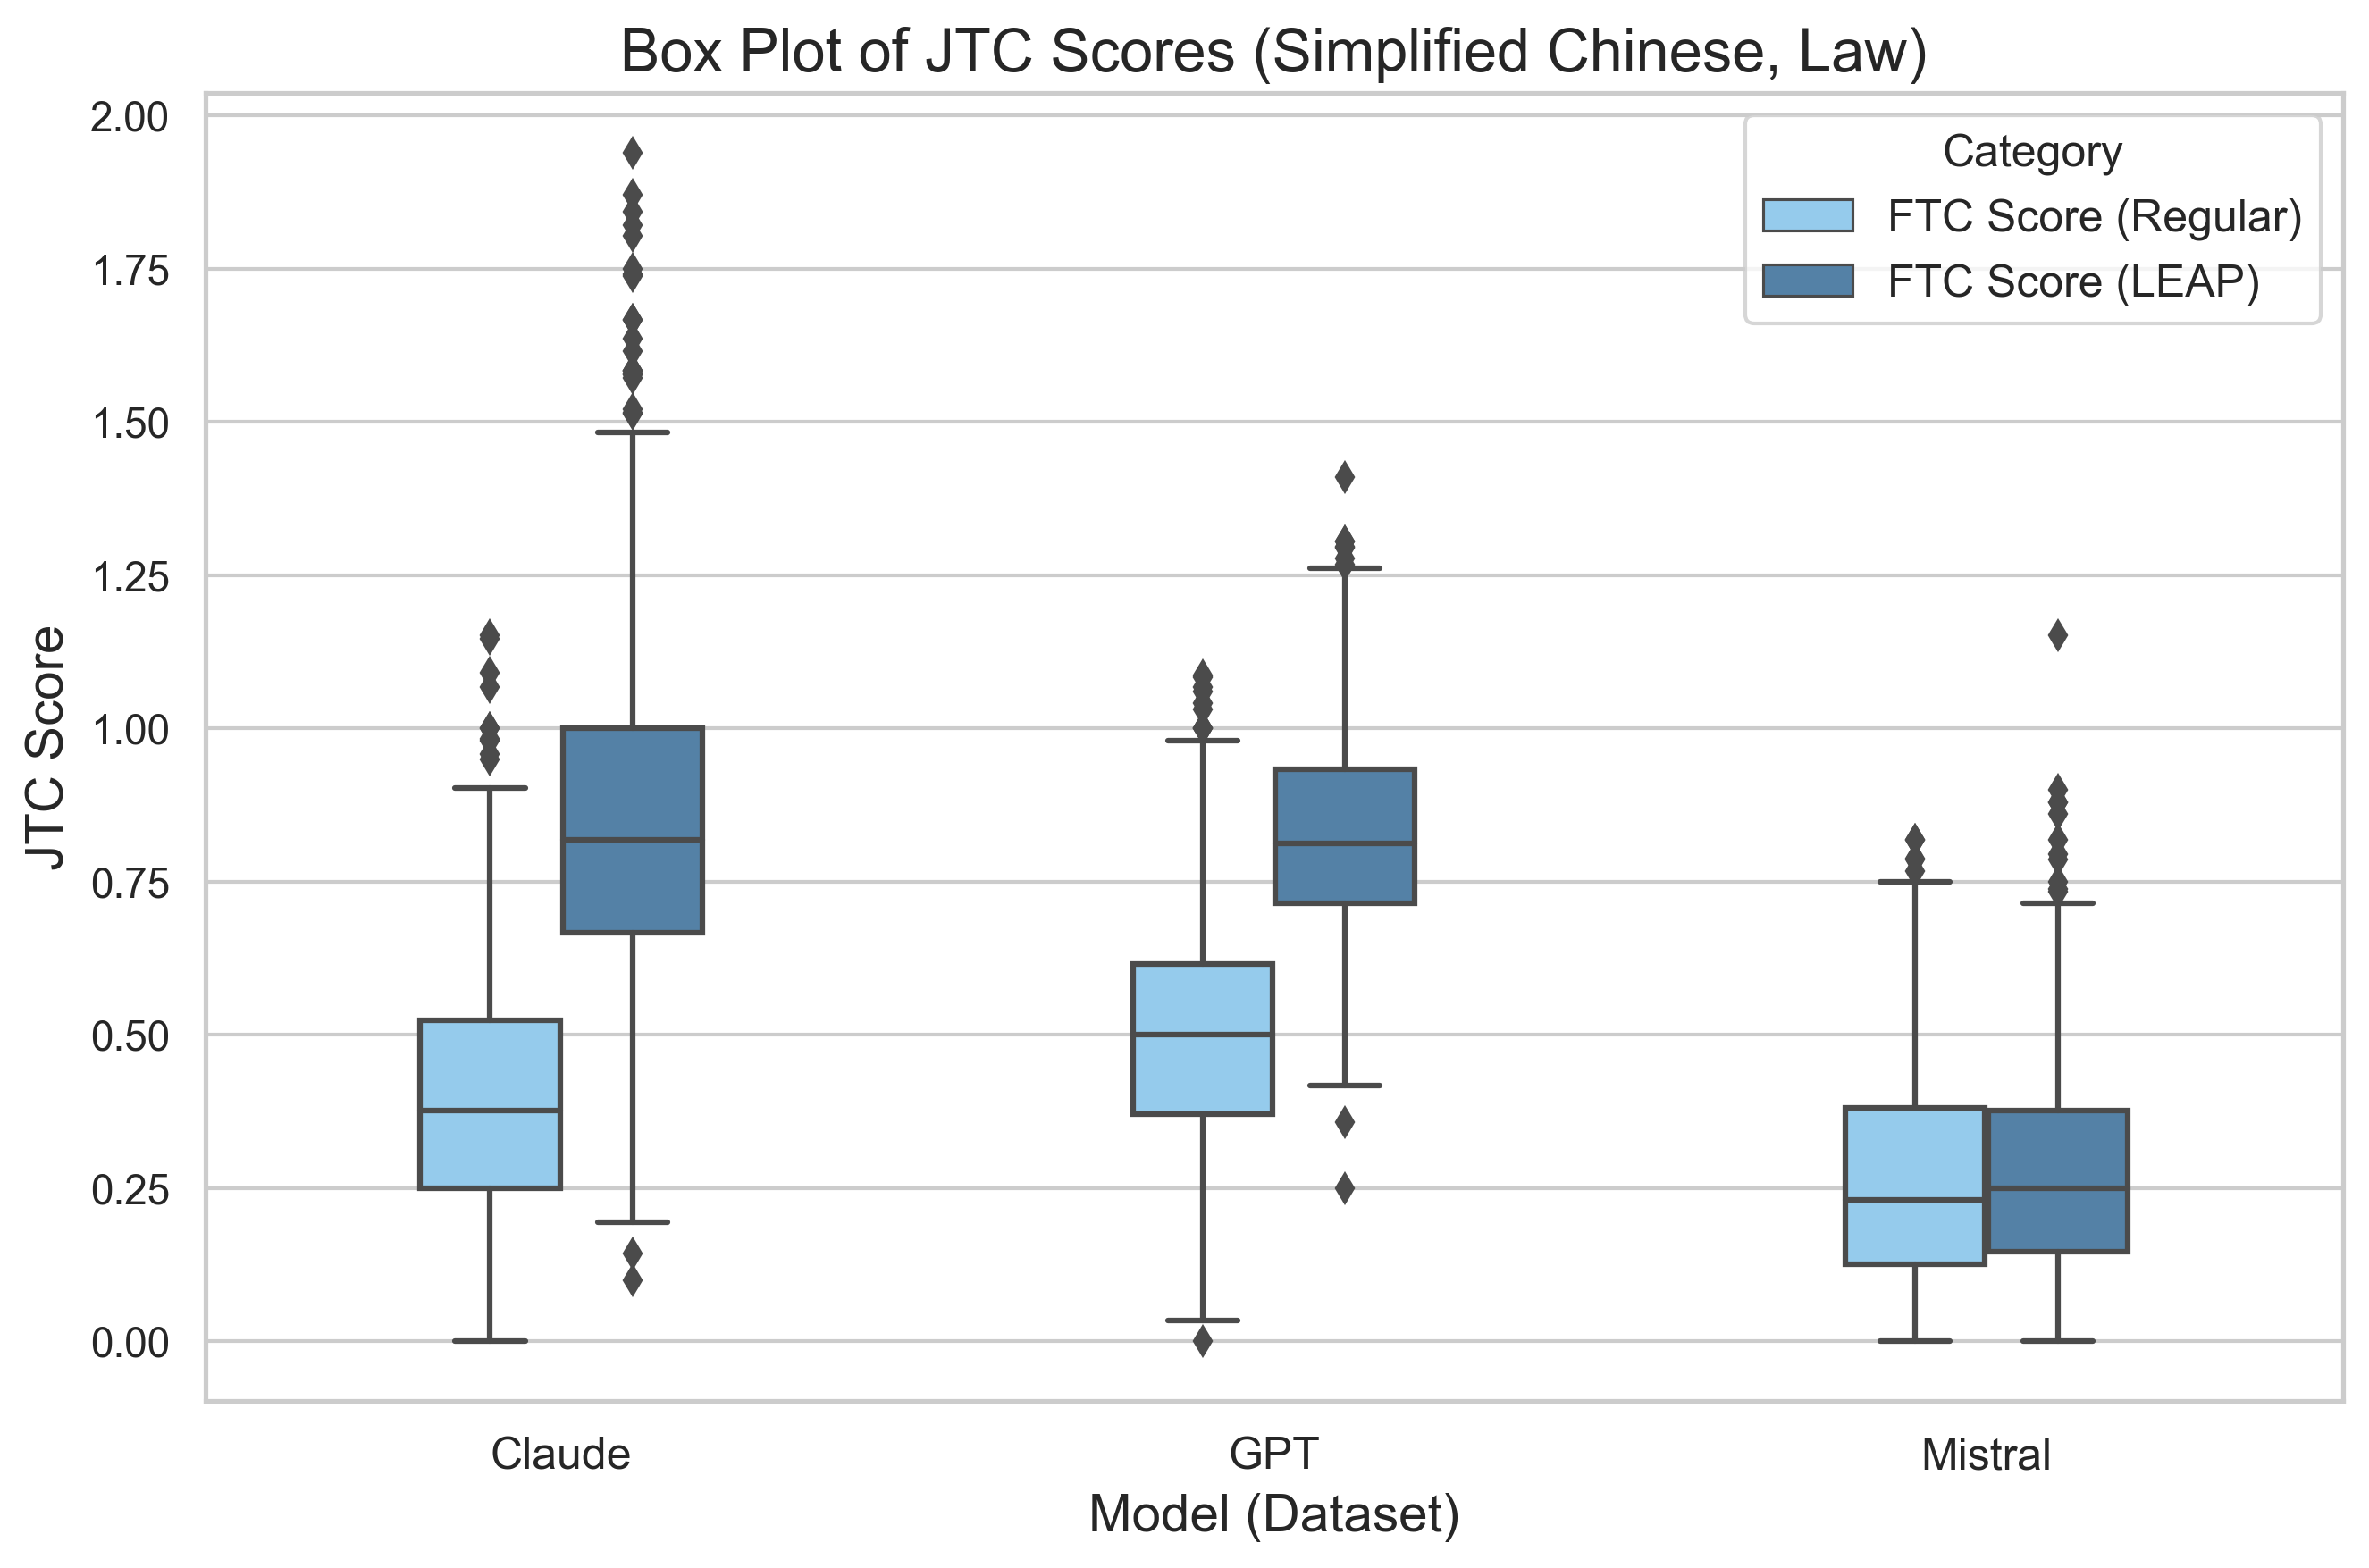 Box Plot of JTC Scores (Simplified Chinese, Law)
2.00
1.75
1.50
1.25
1.00
0.75
0.50
0.25
0.00
JTC Score
Category
FTC Score (Regular)
FTC Score (LEAP)
Claude
GPT
Mistral
Model (Dataset)